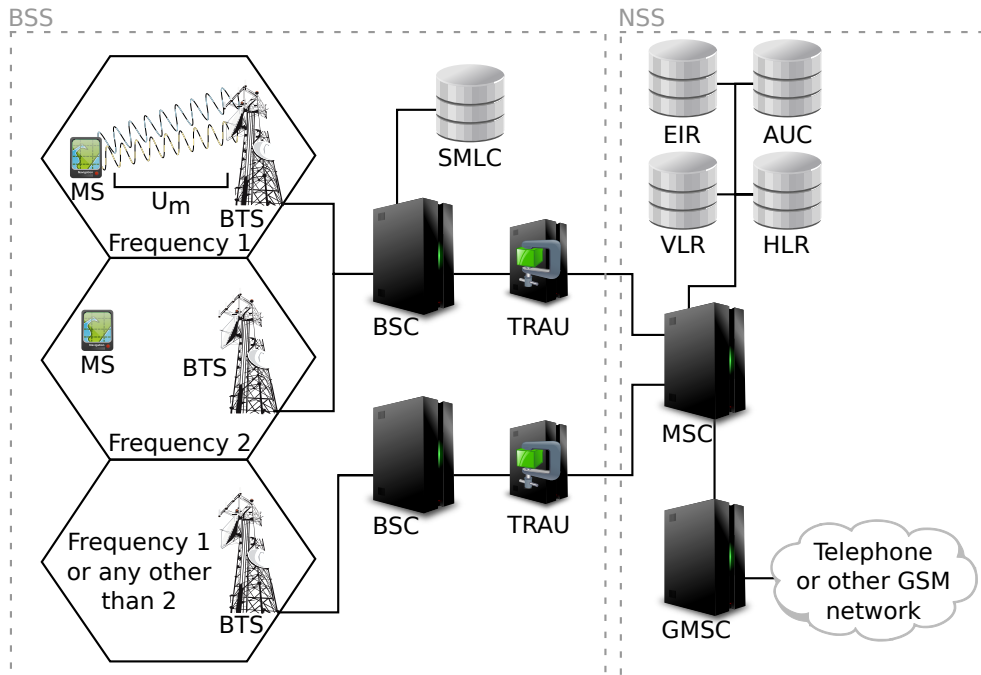 BSS
NSS
EIR
AUC
SMLC
MS
Um
BTS
VLR
HLR
Frequency 1
BSC
TRAU
MS
BTS
MSC
Frequency 2
BSC
TRAU
Frequency 1
or any other
than 2
BTS
GMSC
Telephone
or other GSM
network